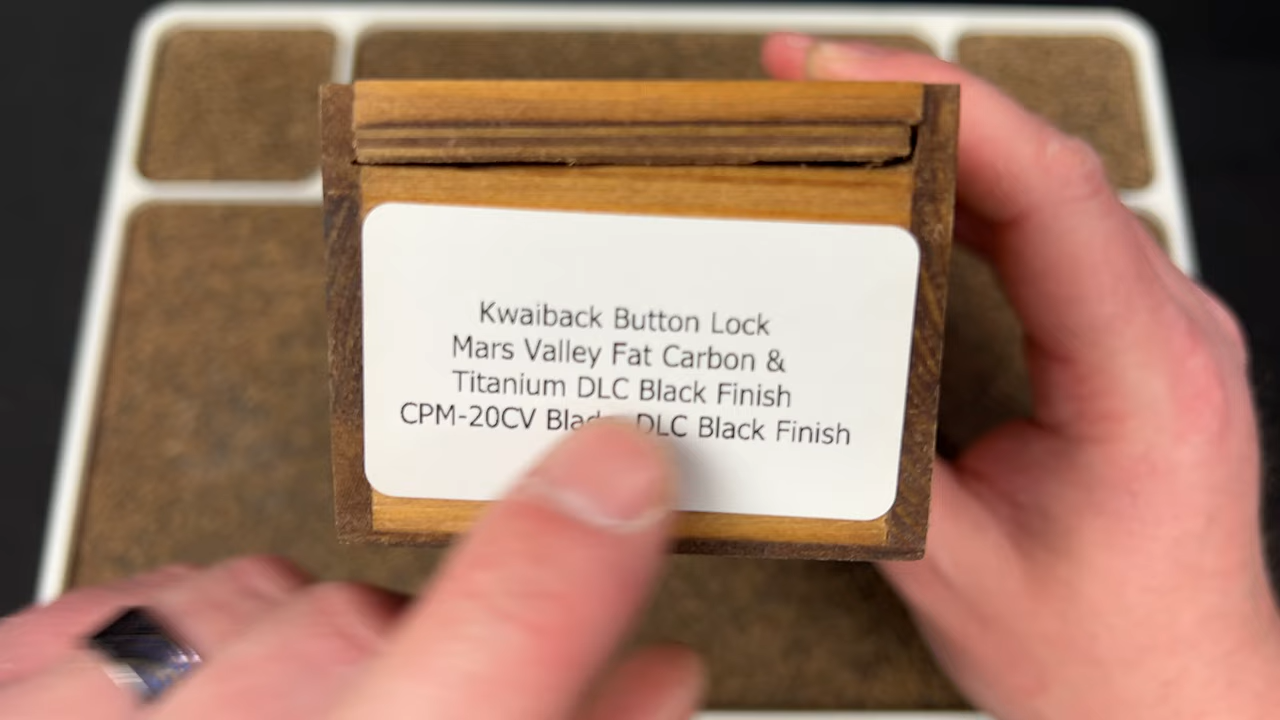 Kwaiback Button Lock
Mars Valley Fat Carbon &
Titanium DLC Black Finish
CPM-20CV DLC Black Finish